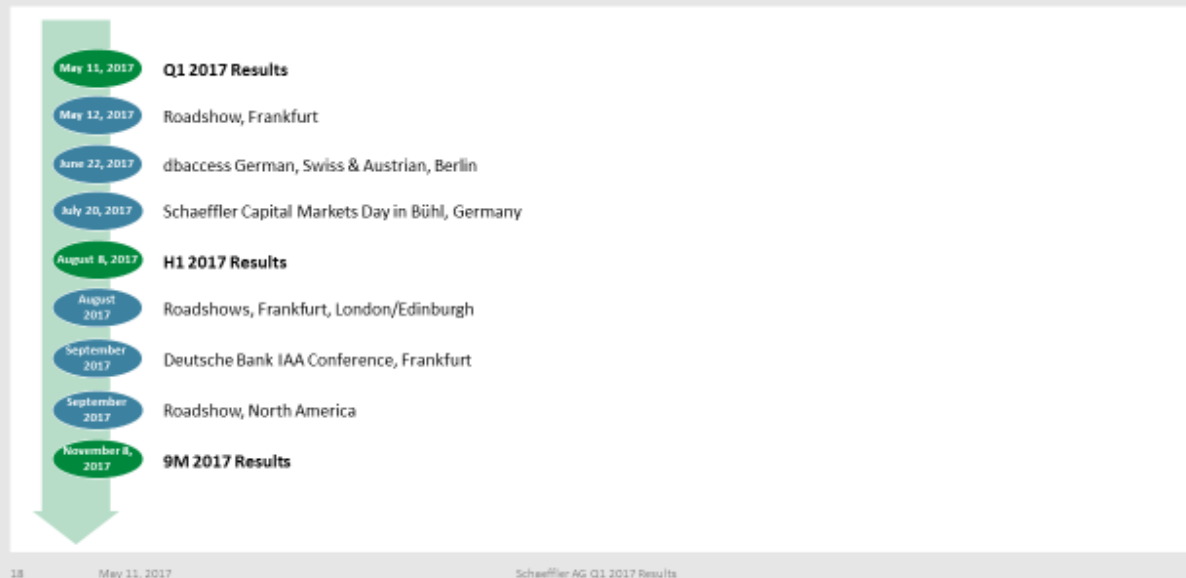 May 11, 2017
Q1 2017 Results
May 12, 2017
Roadshow, Frankfurt
June 22, 2017
dbaccess German, Swiss & Austrian, Berlin
July 20, 2017
Schaeffler Capital Markets Day in Bühl, Germany
August 8, 2017
H1 2017 Results
August
2017
Roadshows, Frankfurt, London/Edinburgh
September
2017
Deutsche Bank IAA Conference, Frankfurt
September
2017
Roadshow, North America
November 8,
2017
9M 2017 Results
18 May 11, 2017 Schaeffler AG Q1 2017 Results